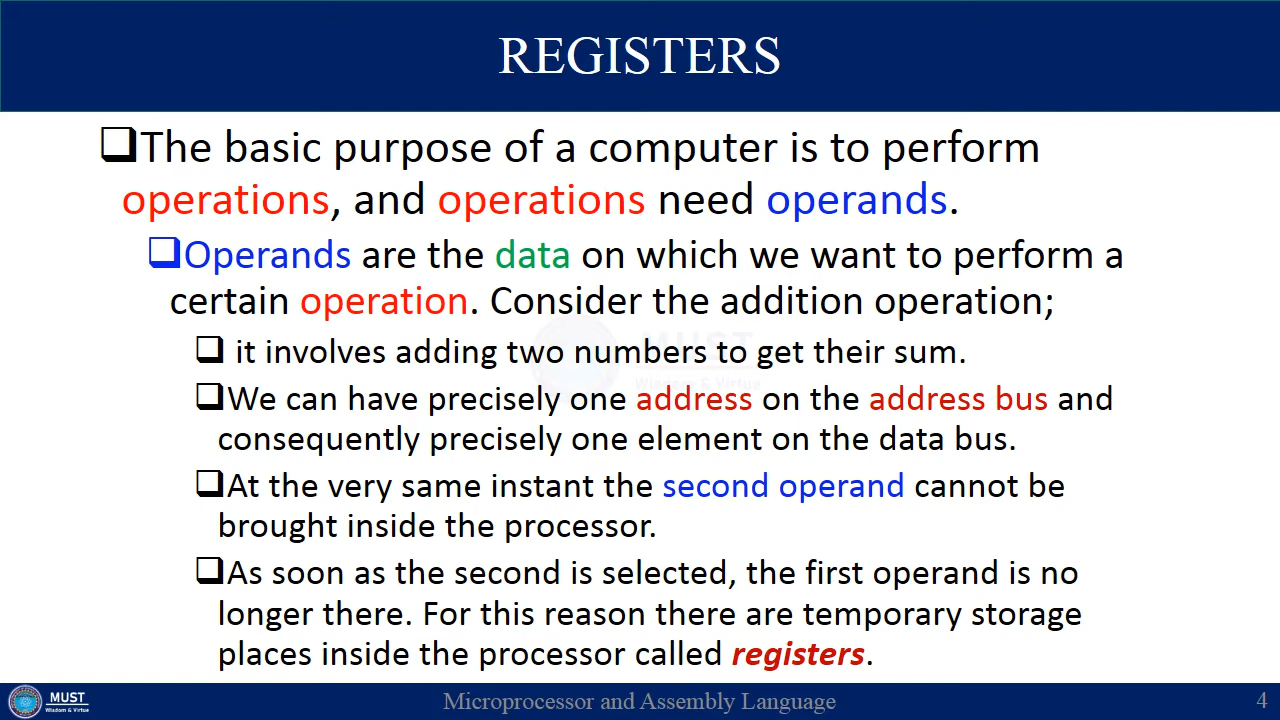 REGISTERS
❑The basic purpose of a computer is to perform
operations, and operations need operands.
❑Operands are the data on which we want to perform a
certain operation. Consider the addition operation;
❑ it involves adding two numbers to get their sum.
❑We can have precisely one address on the address bus and
consequently precisely one element on the data bus.
❑At the very same instant the second operand cannot be
brought inside the processor.
❑As soon as the second is selected, the first operand is no
longer there. For this reason there are temporary storage
places inside the processor called registers.
MUST
Wisdom & Virtue
MUST
Wisdom & Virtue
Microprocessor and Assembly Language
4